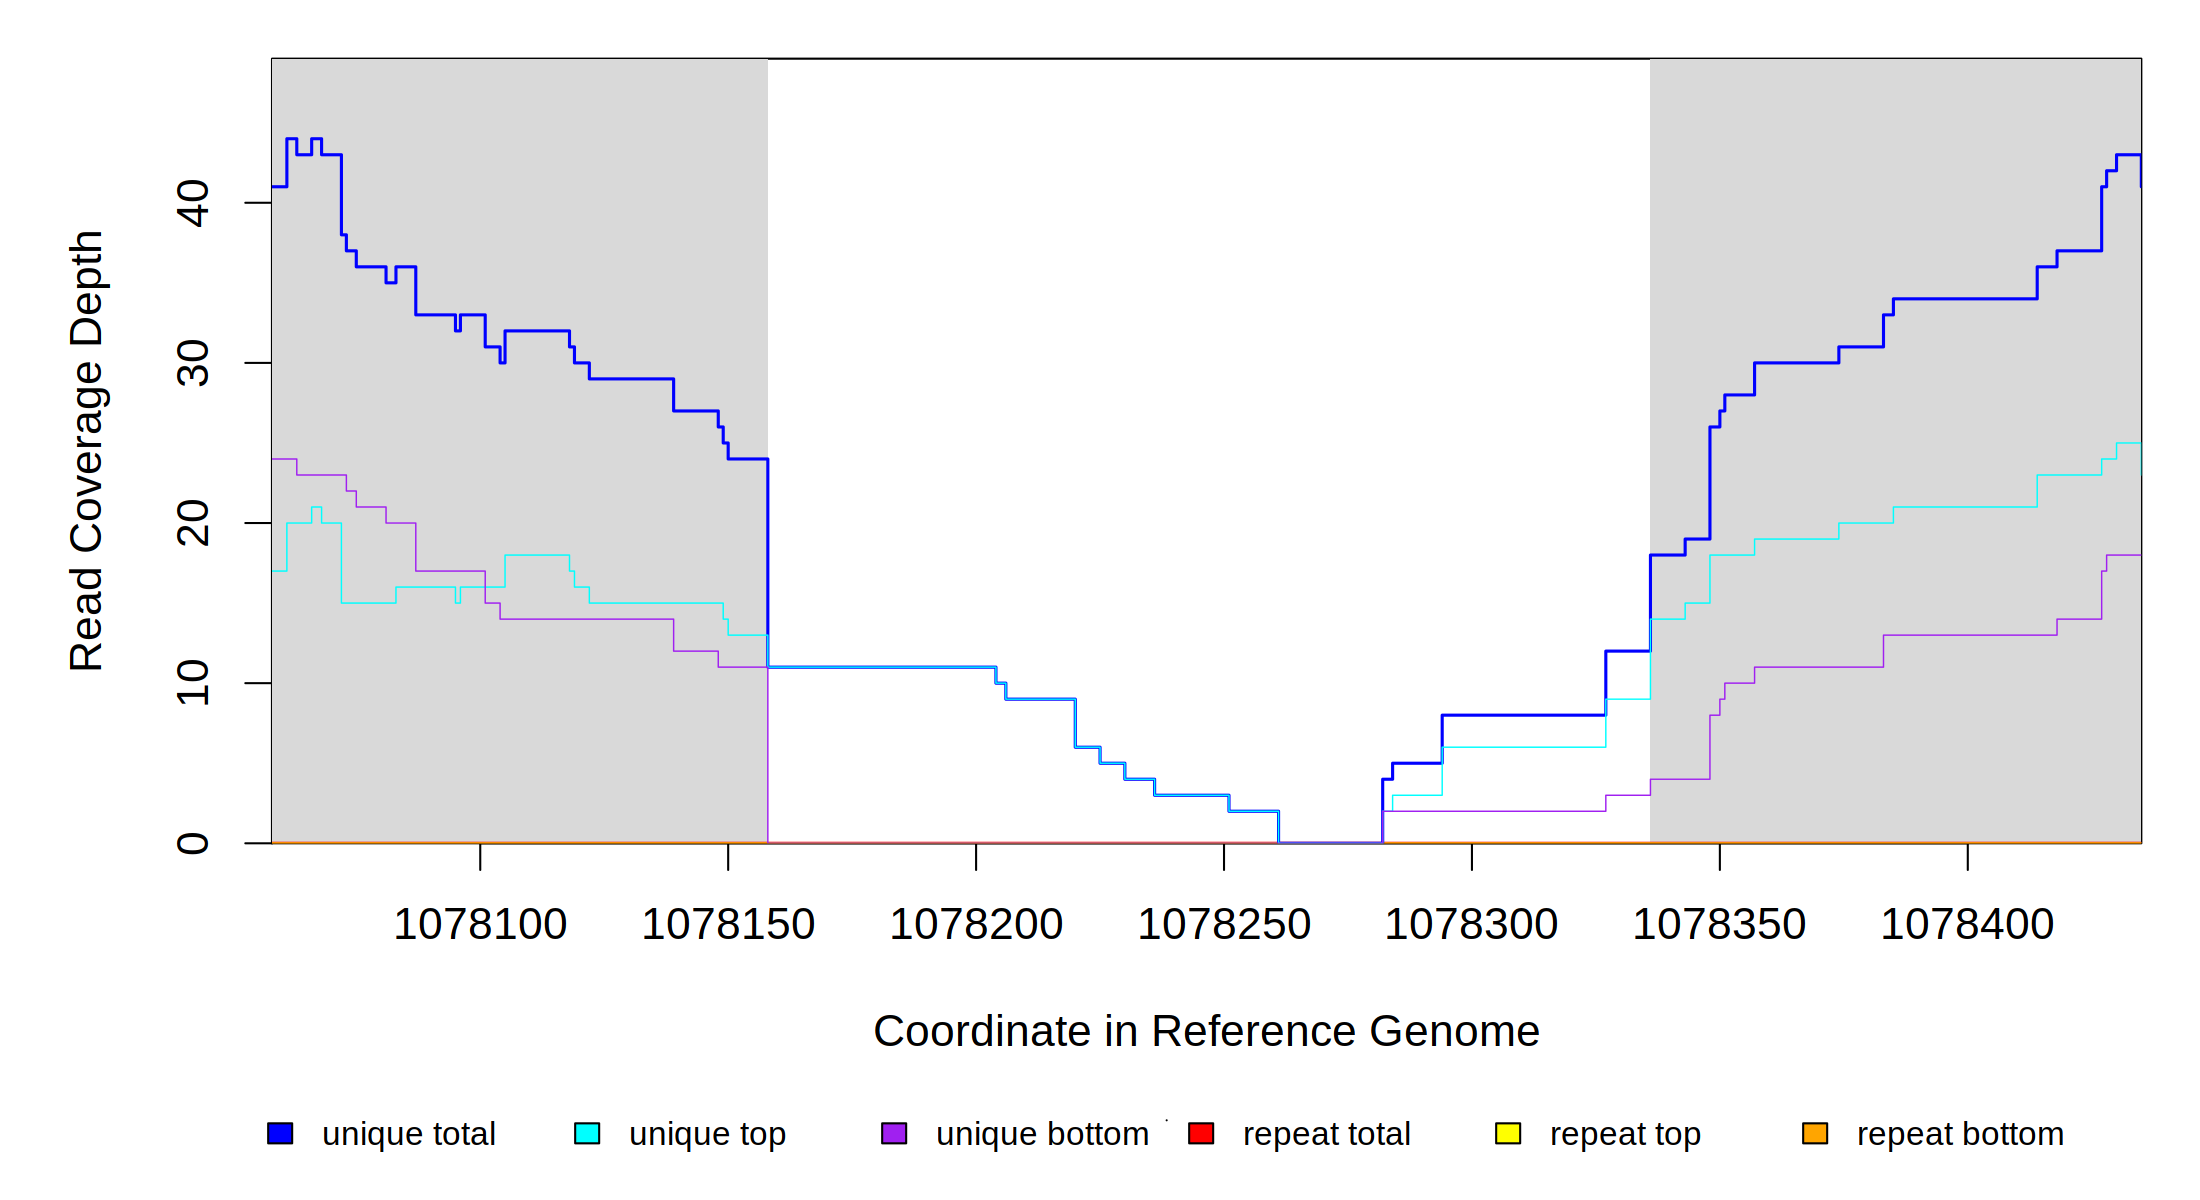 Read Coverage Depth
40
30
20
10
0
1078100 1078150 1078200 1078250 1078300 1078350 1078400
Coordinate in Reference Genome
unique total unique top unique bottom repeat total repeat top repeat bottom